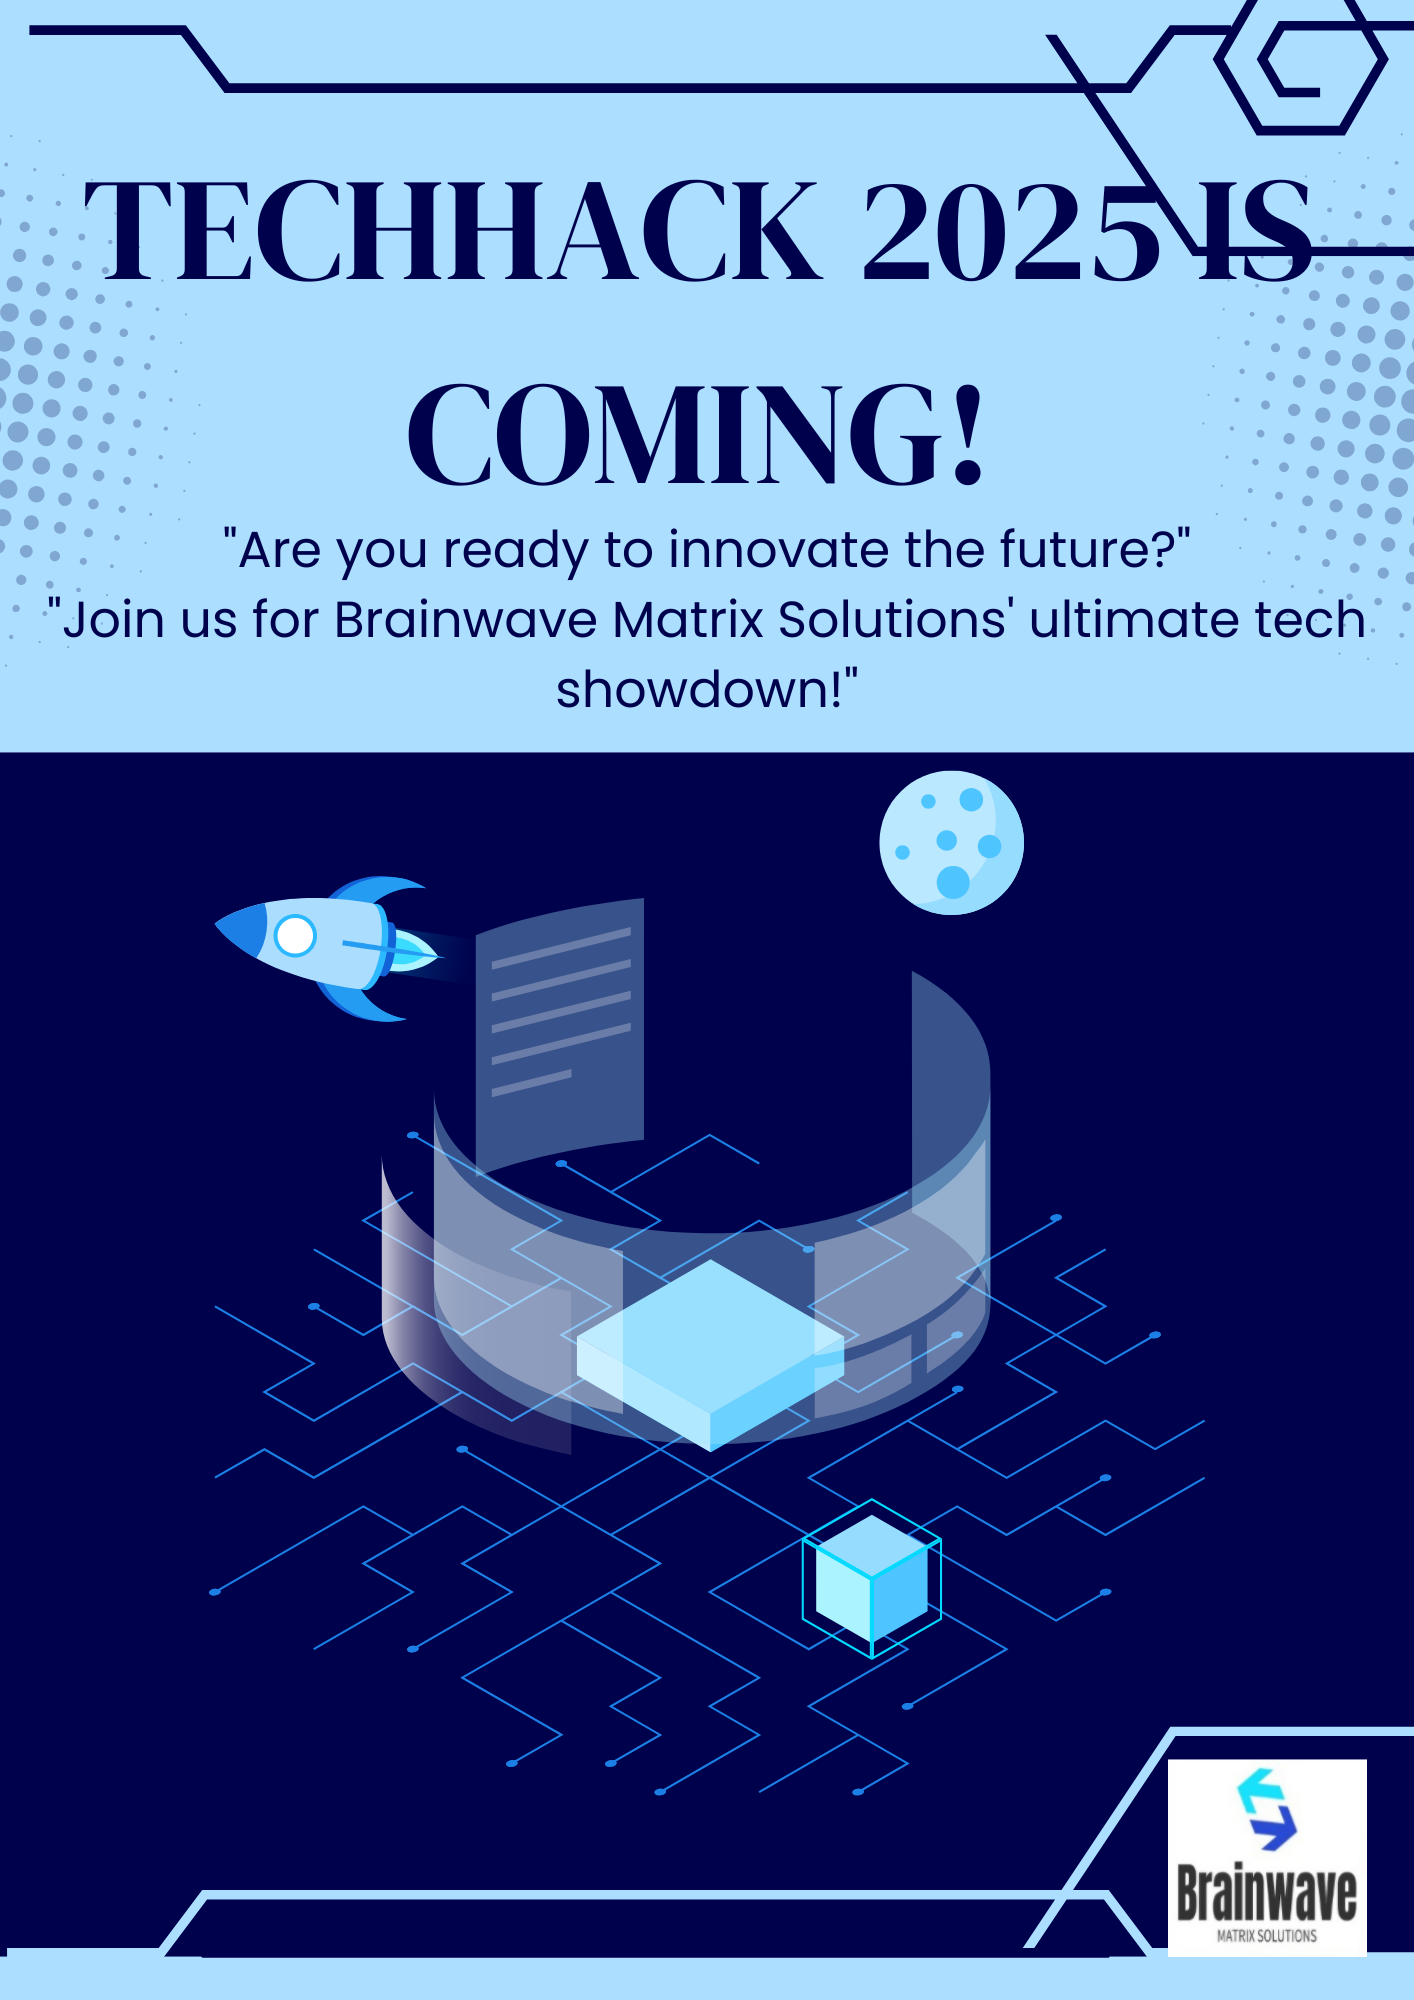 TECHHACK 2025 IS
COMING!
"Are you ready to innovate the future?"
"Join us for Brainwave Matrix Solutions' ultimate tech
showdown!"
Brainwave
MATRIX SOLUTIONS